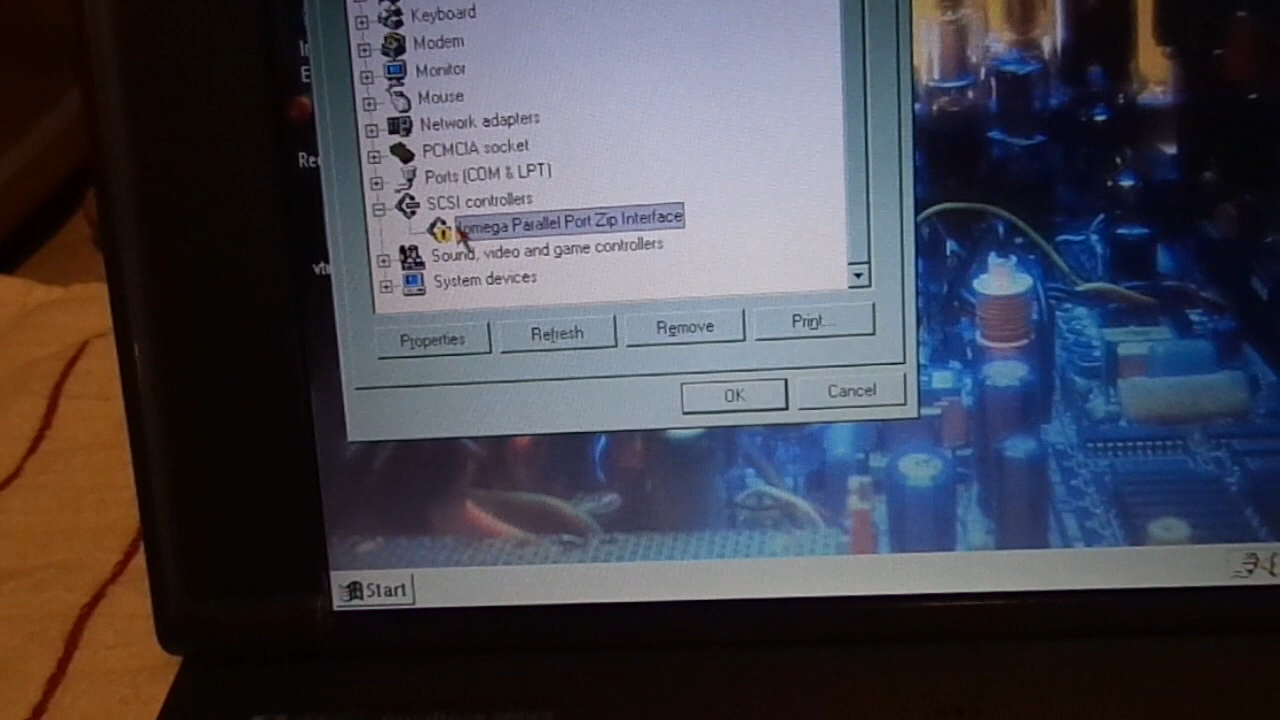 Keyboard
Modem
Monitor
Mouse
Network adapters
PCMCIA socket
Ports (COM & LPT)
SCSI controllers
Iomega Parallel Port Zip Interface
Sound, video and game controllers
System devices
Properties
Refresh
Remove
Print...
OK
Cancel
Start